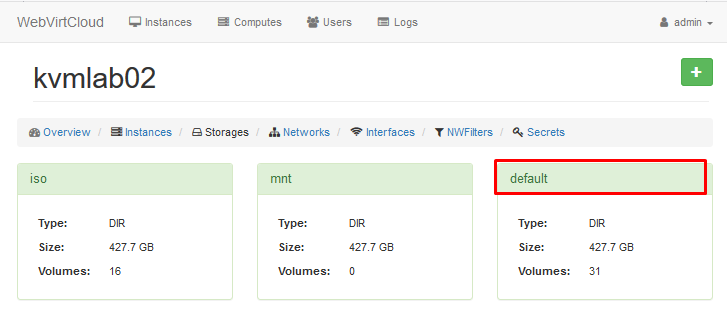 WebVirtCloud Instances Computes Users Logs admin
kvmlab02
+
Overview / Instances / Storages / Networks / Interfaces / NWFilters / Secrets
iso mnt default
Type: DIR Type: DIR Type: DIR
Size: 427.7 GB Size: 427.7 GB Size: 427.7 GB
Volumes: 16 Volumes: 0 Volumes: 31